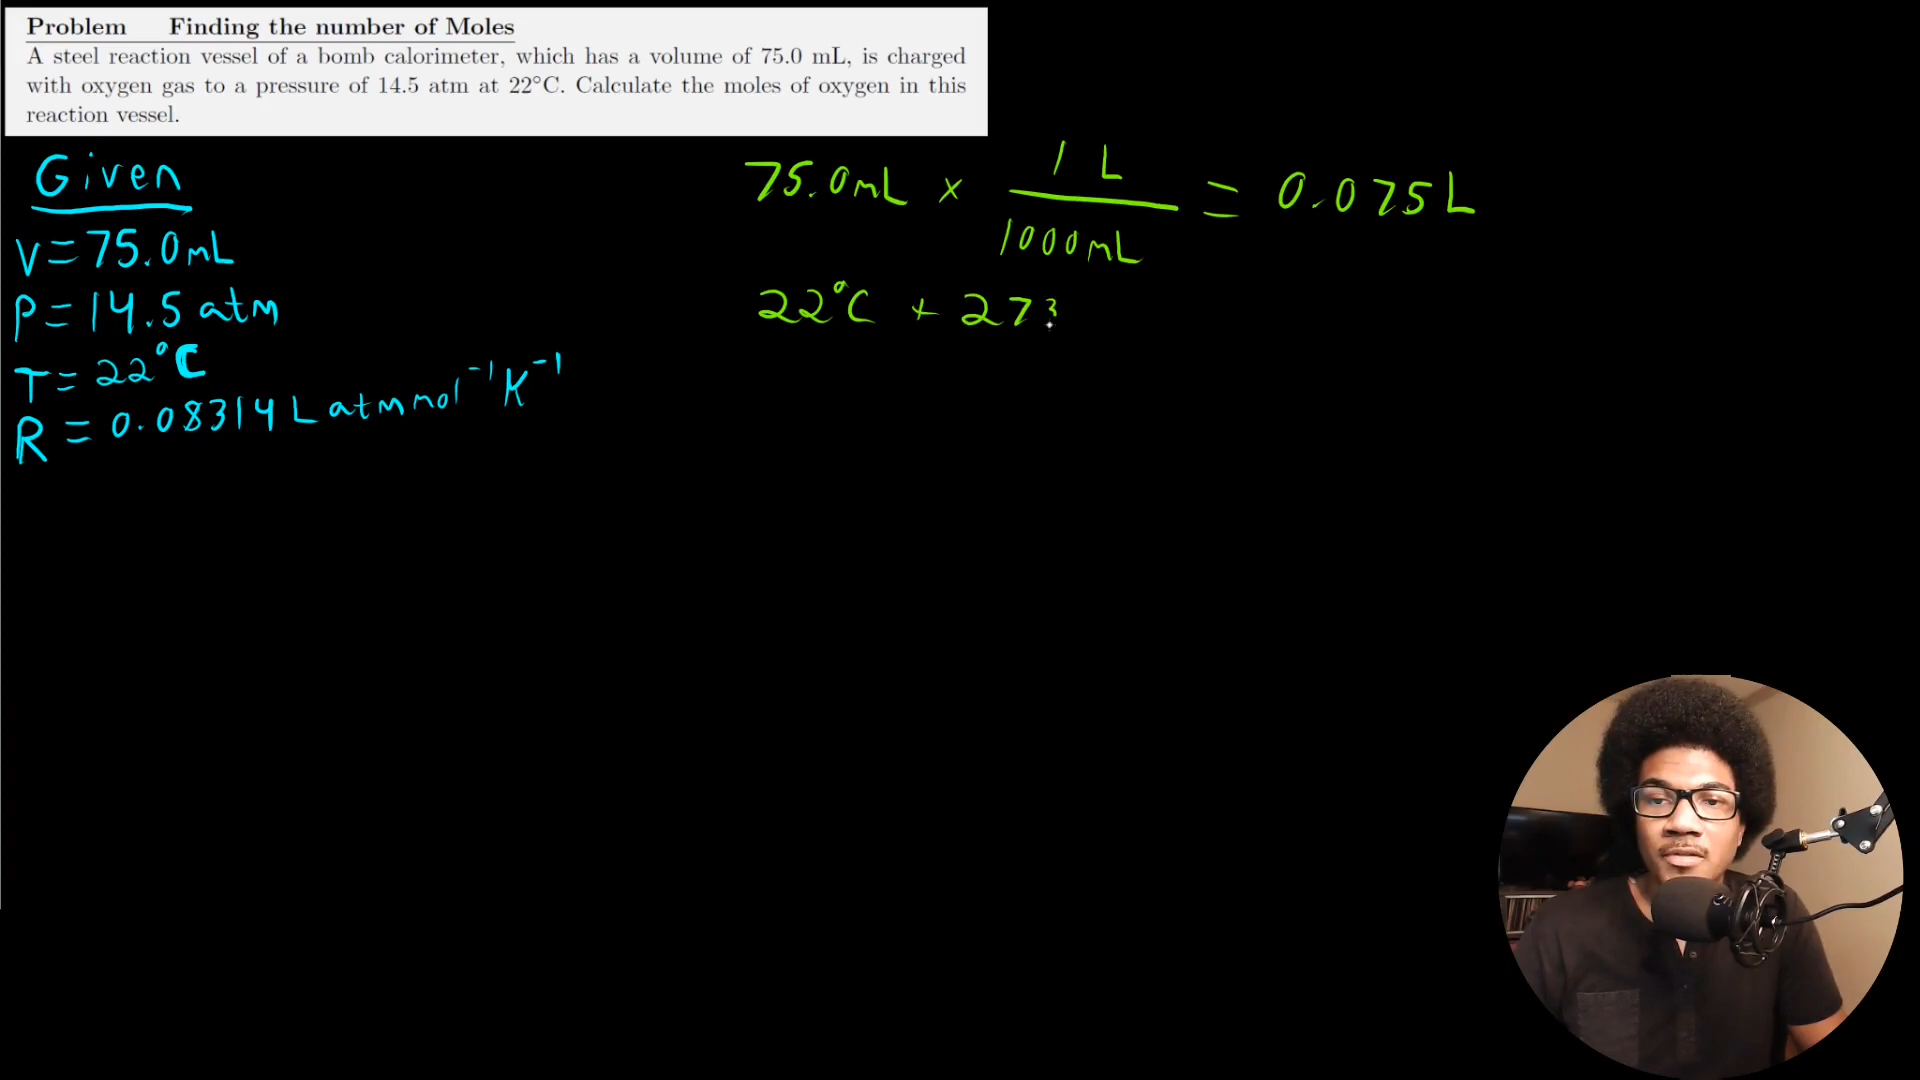 Problem Finding the number of Moles
A steel reaction vessel of a bomb calorimeter, which has a volume of 75.0 mL, is charged
with oxygen gas to a pressure of 14.5 atm at 22°C. Calculate the moles of oxygen in this
reaction vessel.
Given
V = 75.0mL
P = 14.5 atm
T = 22°C
R = 0.08314 L atm mol⁻¹ K⁻¹
75.0mL × 1 L / 1000mL = 0.075L
22°C + 273